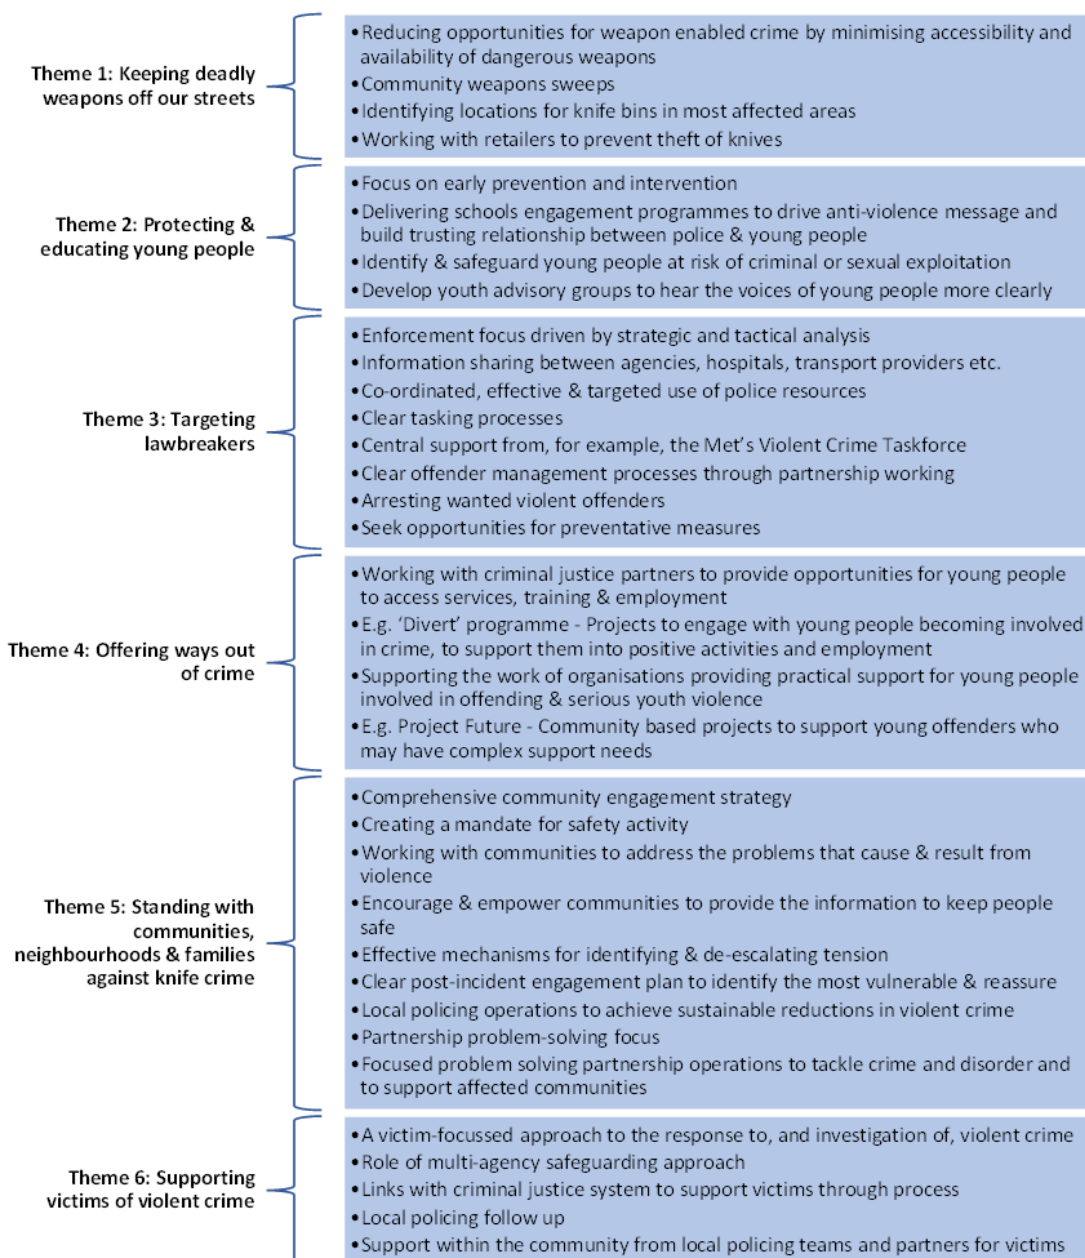 Theme 1: Keeping deadly
weapons off our streets
•Reducing opportunities for weapon enabled crime by minimising accessibility and
availability of dangerous weapons
•Community weapons sweeps
•Identifying locations for knife bins in most affected areas
•Working with retailers to prevent theft of knives
Theme 2: Protecting &
educating young people
•Focus on early prevention and intervention
•Delivering schools engagement programmes to drive anti-violence message and
build trusting relationship between police & young people
•Identify & safeguard young people at risk of criminal or sexual exploitation
•Develop youth advisory groups to hear the voices of young people more clearly
Theme 3: Targeting
lawbreakers
•Enforcement focus driven by strategic and tactical analysis
•Information sharing between agencies, hospitals, transport providers etc.
•Co-ordinated, effective & targeted use of police resources
•Clear tasking processes
•Central support from, for example, the Met's Violent Crime Taskforce
•Clear offender management processes through partnership working
•Arresting wanted violent offenders
•Seek opportunities for preventative measures
Theme 4: Offering ways out
of crime
•Working with criminal justice partners to provide opportunities for young people
to access services, training & employment
•E.g. 'Divert' programme - Projects to engage with young people becoming involved
in crime, to support them into positive activities and employment
•Supporting the work of organisations providing practical support for young people
involved in offending & serious youth violence
•E.g. Project Future - Community based projects to support young offenders who
may have complex support needs
Theme 5: Standing with
communities,
neighbourhoods & families
against knife crime
•Comprehensive community engagement strategy
•Creating a mandate for safety activity
•Working with communities to address the problems that cause & result from
violence
•Encourage & empower communities to provide the information to keep people
safe
•Effective mechanisms for identifying & de-escalating tension
•Clear post-incident engagement plan to identify the most vulnerable & reassure
•Local policing operations to achieve sustainable reductions in violent crime
•Partnership problem-solving focus
•Focused problem solving partnership operations to tackle crime and disorder and
to support affected communities
Theme 6: Supporting
victims of violent crime
•A victim-focussed approach to the response to, and investigation of, violent crime
•Role of multi-agency safeguarding approach
•Links with criminal justice system to support victims through process
•Local policing follow up
•Support within the community from local policing teams and partners for victims